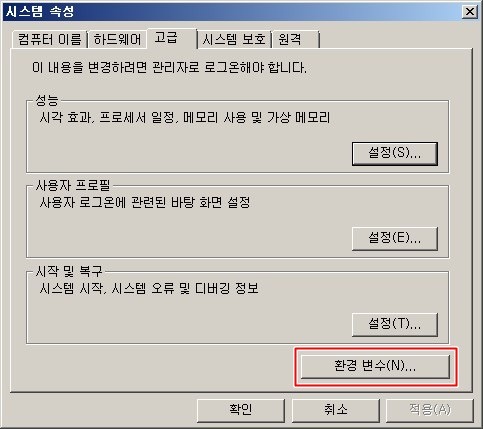 시스템 속성
컴퓨터 이름 하드웨어 고급 시스템 보호 원격
이 내용을 변경하려면 관리자로 로그온해야 합니다.
성능
시각 효과, 프로세서 일정, 메모리 사용 및 가상 메모리
설정(S)...
사용자 프로필
사용자 로그온에 관련된 바탕 화면 설정
설정(E)...
시작 및 복구
시스템 시작, 시스템 오류 및 디버깅 정보
설정(T)...
환경 변수(N)...
확인 취소 적용(A)